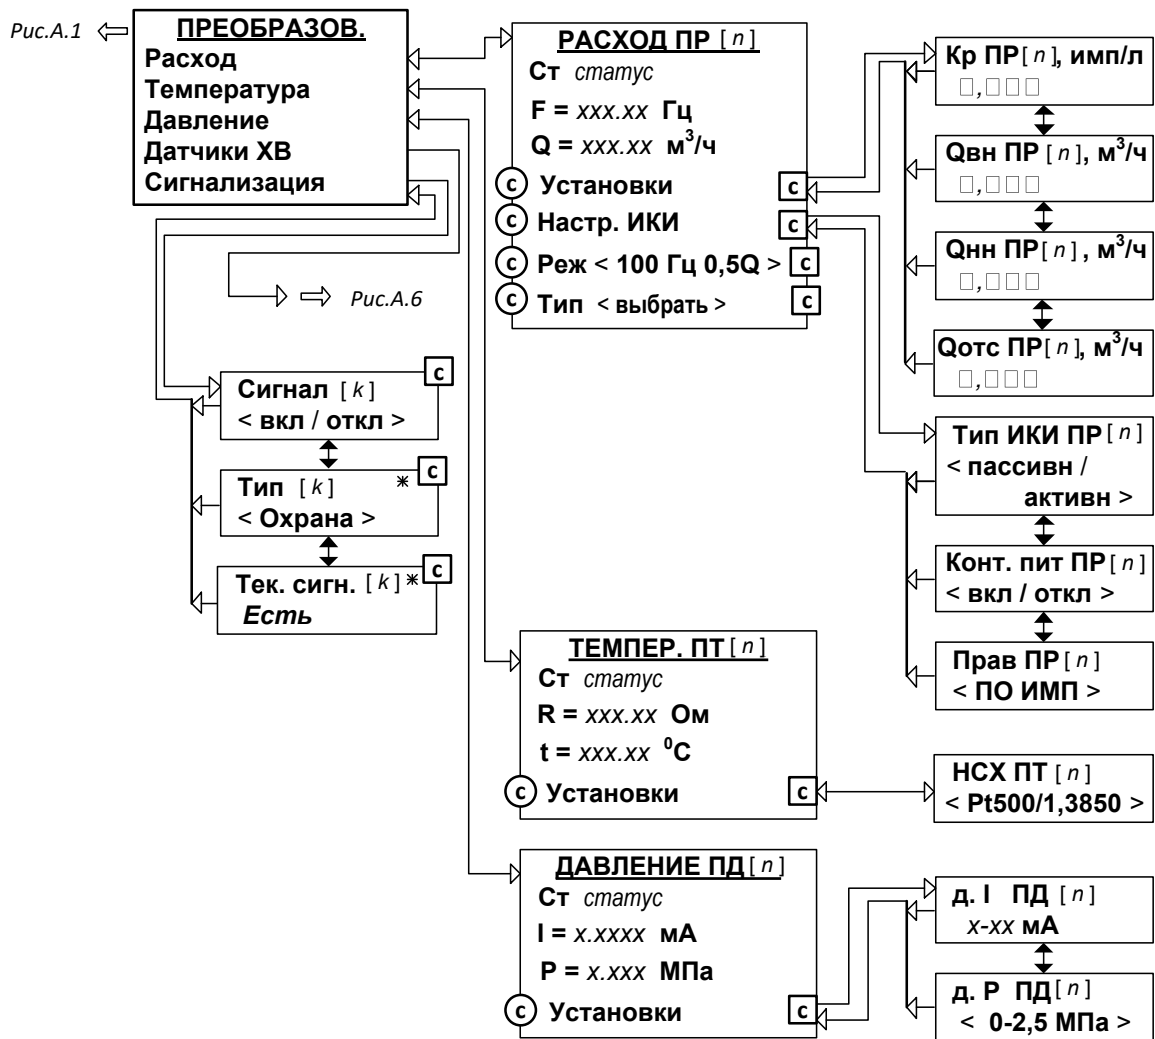 Рис.А.1
ПРЕОБРАЗОВ.
Расход
Температура
Давление
Датчики ХВ
Сигнализация
РАСХОД ПР [n]
Ст статус
F = xxx.xx Гц
Q = xxx.xx м³/ч
с Установки с
с Настр. ИКИ с
с Реж < 100 Гц 0,5Q > с
с Тип < выбрать > с
Кр ПР[n], имп/л
□,□□□
Qвн ПР[n], м³/ч
□,□□□
Qнн ПР[n], м³/ч
□,□□□
Qотс ПР[n], м³/ч
□,□□□
Рис.А.6
Сигнал [k] с
< вкл / откл >
Тип [k] * с
< Охрана >
Тек. сигн. [k]* с
Есть
Тип ИКИ ПР[n]
< пассивн /
активн >
Конт. пит ПР[n]
< вкл / откл >
Прав ПР[n]
< ПО ИМП >
ТЕМПЕР. ПТ[n]
Ст статус
R = xxx.xx Ом
t = xxx.xx ⁰С
с Установки с
НСХ ПТ [n]
< Pt500/1,3850 >
ДАВЛЕНИЕ ПД[n]
Ст статус
I = x.xxxx мА
P = x.xxx МПа
с Установки с
д. I ПД [n]
x-xx мА
д. Р ПД[n]
< 0-2,5 МПа >